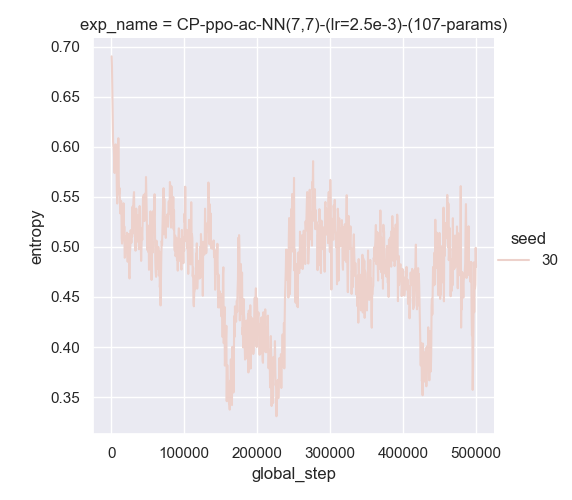 exp_name = CP-ppo-ac-NN(7,7)-(lr=2.5e-3)-(107-params)
0.70
0.65
0.60
0.55
0.50
0.45
0.40
0.35
entropy
0 100000 200000 300000 400000 500000
global_step
seed
30